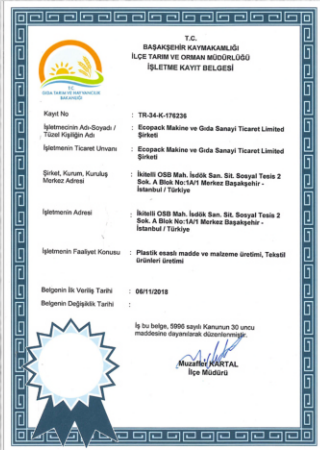 T.C.
BAŞAKŞEHİR KAYMAKAMLIĞI
İLÇE TARIM VE ORMAN MÜDÜRLÜĞÜ
İŞLETME KAYIT BELGESİ
T.C.
GIDA TARIM VE HAYVANCILIK
BAKANLIĞI
Kayıt No : TR-34-K-176236
İşletmecinin Adı-Soyadı / : Ecopack Makine ve Gıda Sanayi Ticaret Limited
Tüzel Kişiliğin Adı Şirketi
İşletmenin Ticaret Unvanı : Ecopack Makine ve Gıda Sanayi Ticaret Limited
Şirketi
Şirket, Kurum, Kuruluş : İkitelli OSB Mah. İsdök San. Sit. Sosyal Tesis 2
Merkez Adresi Sok. A Blok No:1A/1 Merkez Başakşehir -
İstanbul / Türkiye
İşletmenin Adresi : İkitelli OSB Mah. İsdök San. Sit. Sosyal Tesis 2
Sok. A Blok No:1A/1 Merkez Başakşehir -
İstanbul / Türkiye
İşletmenin Faaliyet Konusu : Plastik esaslı madde ve malzeme üretimi, Tekstil
ürünleri üretimi
Belgenin İlk Veriliş Tarihi : 06/11/2018
Belgenin Değişiklik Tarihi :
İş bu belge, 5996 sayılı Kanunun 30 uncu
maddesine dayanılarak düzenlenmiştir.
Muzaffer KARTAL
İlçe Müdürü